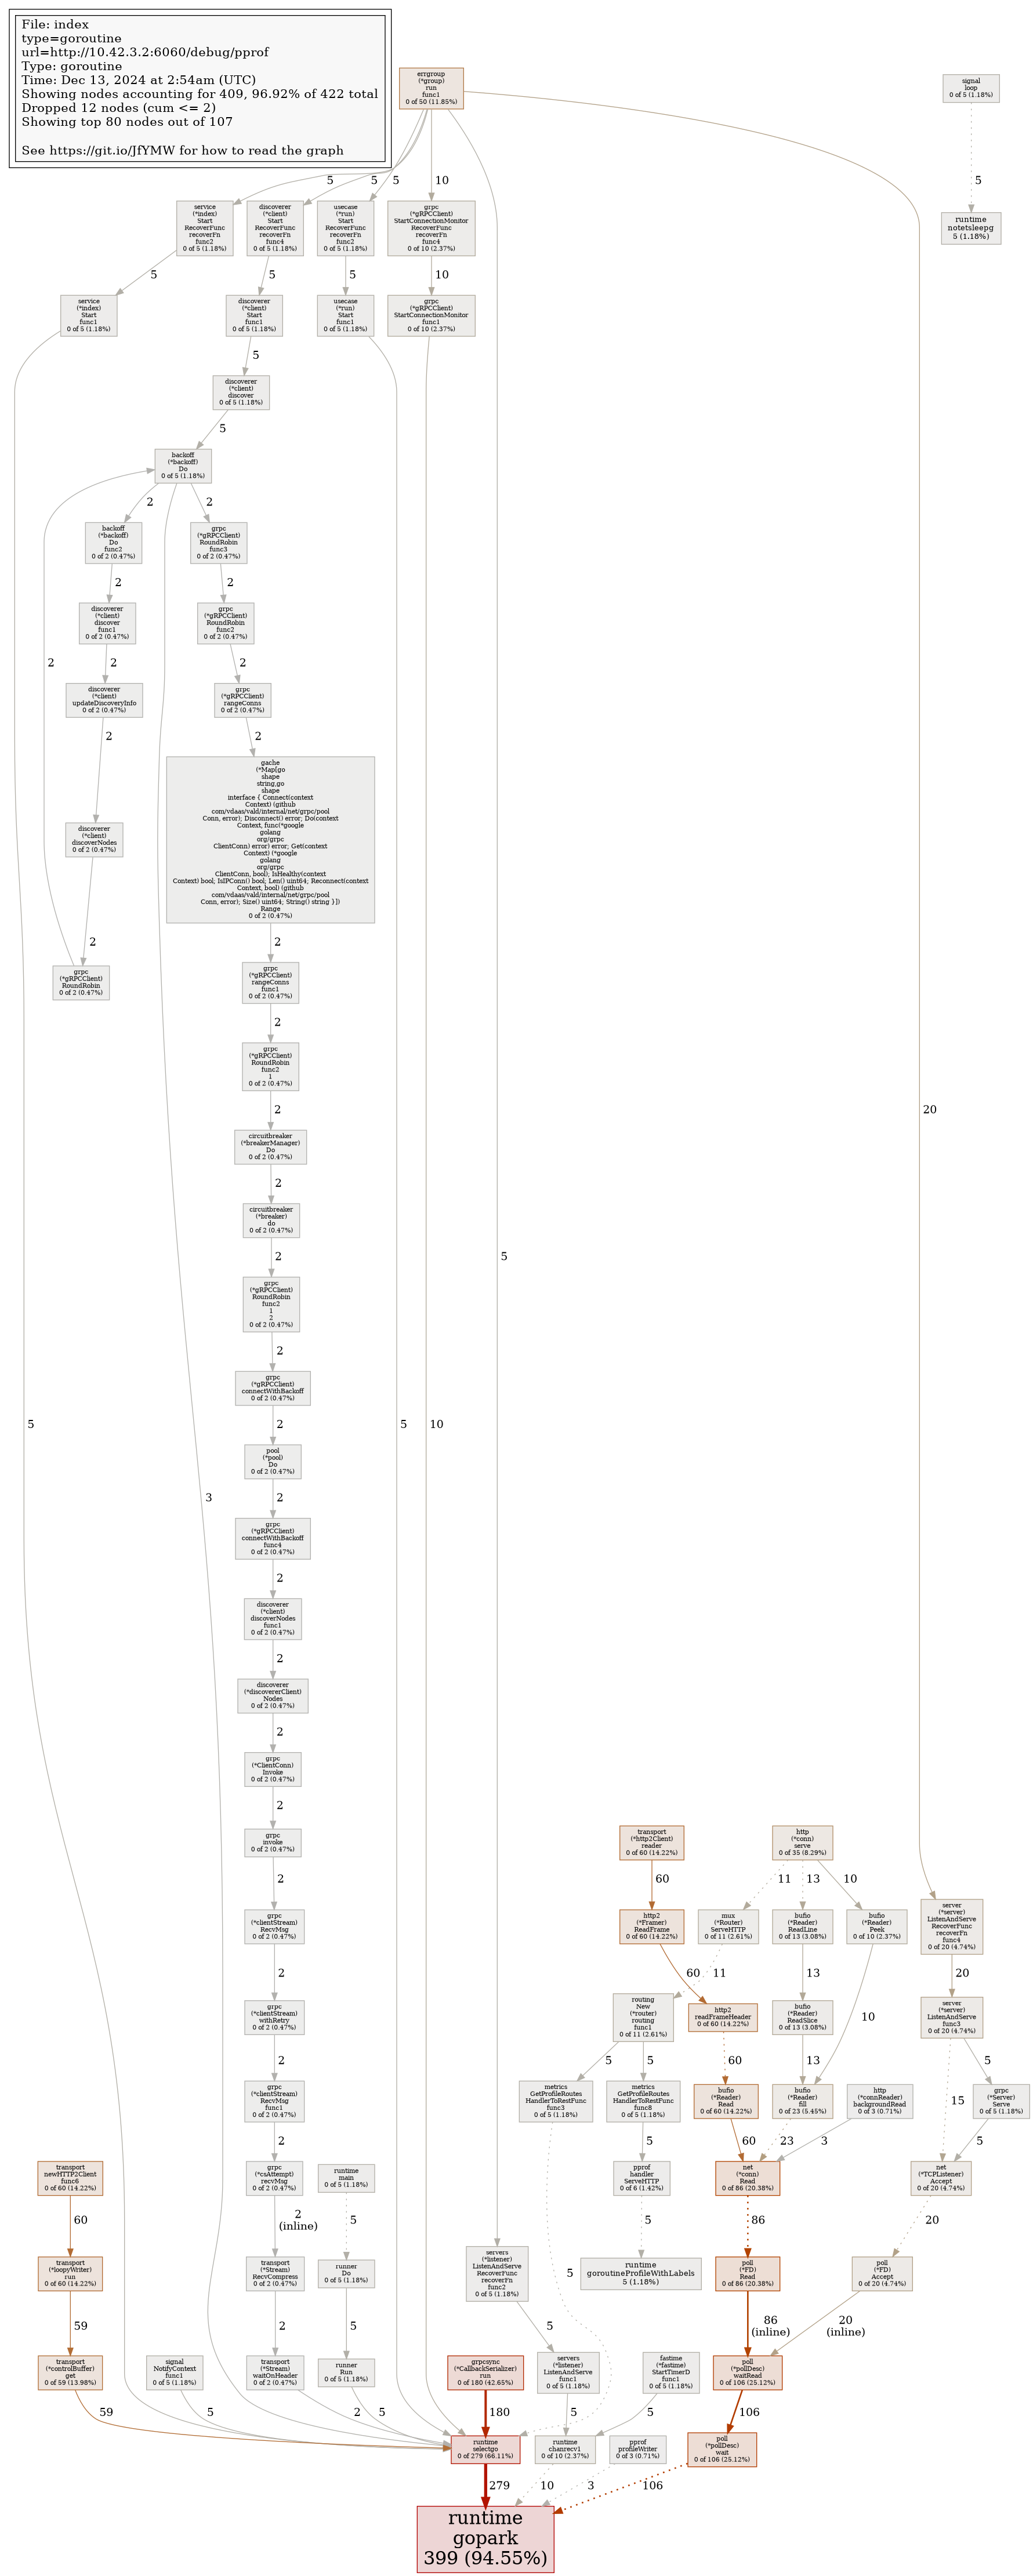 File: index
type=goroutine
url=http://10.42.3.2:6060/debug/pprof
Type: goroutine
Time: Dec 13, 2024 at 2:54am (UTC)
Showing nodes accounting for 409, 96.92% of 422 total
Dropped 12 nodes (cum <= 2)
Showing top 80 nodes out of 107
See https://git.io/JfYMW for how to read the graph
errgroup
(*group)
run
func1
0 of 50 (11.85%)
signal
loop
0 of 5 (1.18%)
5
5
5
10
5
service
(*index)
Start
RecoverFunc
recoverFn
func2
0 of 5 (1.18%)
discoverer
(*client)
Start
RecoverFunc
recoverFn
func4
0 of 5 (1.18%)
usecase
(*run)
Start
RecoverFunc
recoverFn
func2
0 of 5 (1.18%)
grpc
(*gRPCClient)
StartConnectionMonitor
RecoverFunc
recoverFn
func4
0 of 10 (2.37%)
runtime
notetsleepg
5 (1.18%)
5
5
5
10
service
(*index)
Start
func1
0 of 5 (1.18%)
discoverer
(*client)
Start
func1
0 of 5 (1.18%)
usecase
(*run)
Start
func1
0 of 5 (1.18%)
grpc
(*gRPCClient)
StartConnectionMonitor
func1
0 of 10 (2.37%)
5
discoverer
(*client)
discover
0 of 5 (1.18%)
5
backoff
(*backoff)
Do
0 of 5 (1.18%)
2
2
backoff
(*backoff)
Do
func2
0 of 2 (0.47%)
grpc
(*gRPCClient)
RoundRobin
func3
0 of 2 (0.47%)
2
2
discoverer
(*client)
discover
func1
0 of 2 (0.47%)
grpc
(*gRPCClient)
RoundRobin
func2
0 of 2 (0.47%)
2
2
2
discoverer
(*client)
updateDiscoveryInfo
0 of 2 (0.47%)
grpc
(*gRPCClient)
rangeConns
0 of 2 (0.47%)
2
2
gache
(*Map[go
shape
string,go
shape
interface { Connect(context
Context) (github
com/vdaas/vald/internal/net/grpc/pool
Conn, error); Disconnect() error; Do(context
Context, func(*google
golang
org/grpc
ClientConn) error) error; Get(context
Context) (*google
golang
org/grpc
ClientConn, bool); IsHealthy(context
Context) bool; IsIPConn() bool; Len() uint64; Reconnect(context
Context, bool) (github
com/vdaas/vald/internal/net/grpc/pool
Conn, error); Size() uint64; String() string }])
Range
0 of 2 (0.47%)
discoverer
(*client)
discoverNodes
0 of 2 (0.47%)
2
2
grpc
(*gRPCClient)
RoundRobin
0 of 2 (0.47%)
grpc
(*gRPCClient)
rangeConns
func1
0 of 2 (0.47%)
2
grpc
(*gRPCClient)
RoundRobin
func2
1
0 of 2 (0.47%)
20
2
circuitbreaker
(*breakerManager)
Do
0 of 2 (0.47%)
2
circuitbreaker
(*breaker)
do
0 of 2 (0.47%)
2
5
grpc
(*gRPCClient)
RoundRobin
func2
1
2
0 of 2 (0.47%)
2
grpc
(*gRPCClient)
connectWithBackoff
0 of 2 (0.47%)
5
2
5
10
pool
(*pool)
Do
0 of 2 (0.47%)
3
2
grpc
(*gRPCClient)
connectWithBackoff
func4
0 of 2 (0.47%)
2
discoverer
(*client)
discoverNodes
func1
0 of 2 (0.47%)
2
discoverer
(*discovererClient)
Nodes
0 of 2 (0.47%)
2
grpc
(*ClientConn)
Invoke
0 of 2 (0.47%)
2
grpc
invoke
0 of 2 (0.47%)
transport
(*http2Client)
reader
0 of 60 (14.22%)
http
(*conn)
serve
0 of 35 (8.29%)
2
60
11
13
10
grpc
(*clientStream)
RecvMsg
0 of 2 (0.47%)
http2
(*Framer)
ReadFrame
0 of 60 (14.22%)
mux
(*Router)
ServeHTTP
0 of 11 (2.61%)
bufio
(*Reader)
ReadLine
0 of 13 (3.08%)
bufio
(*Reader)
Peek
0 of 10 (2.37%)
server
(*server)
ListenAndServe
RecoverFunc
recoverFn
func4
0 of 20 (4.74%)
2
60
11
13
20
grpc
(*clientStream)
withRetry
0 of 2 (0.47%)
routing
New
(*router)
routing
func1
0 of 11 (2.61%)
http2
readFrameHeader
0 of 60 (14.22%)
bufio
(*Reader)
ReadSlice
0 of 13 (3.08%)
10
server
(*server)
ListenAndServe
func3
0 of 20 (4.74%)
2
5
5
60
13
5
grpc
(*clientStream)
RecvMsg
func1
0 of 2 (0.47%)
metrics
GetProfileRoutes
HandlerToRestFunc
func3
0 of 5 (1.18%)
metrics
GetProfileRoutes
HandlerToRestFunc
func8
0 of 5 (1.18%)
bufio
(*Reader)
Read
0 of 60 (14.22%)
bufio
(*Reader)
fill
0 of 23 (5.45%)
http
(*connReader)
backgroundRead
0 of 3 (0.71%)
15
grpc
(*Server)
Serve
0 of 5 (1.18%)
2
5
60
23
3
5
transport
newHTTP2Client
func6
0 of 60 (14.22%)
grpc
(*csAttempt)
recvMsg
0 of 2 (0.47%)
runtime
main
0 of 5 (1.18%)
pprof
handler
ServeHTTP
0 of 6 (1.42%)
net
(*conn)
Read
0 of 86 (20.38%)
net
(*TCPListener)
Accept
0 of 20 (4.74%)
60
2
(inline)
5
5
86
20
transport
(*loopyWriter)
run
0 of 60 (14.22%)
transport
(*Stream)
RecvCompress
0 of 2 (0.47%)
runner
Do
0 of 5 (1.18%)
servers
(*listener)
ListenAndServe
RecoverFunc
recoverFn
func2
0 of 5 (1.18%)
5
runtime
goroutineProfileWithLabels
5 (1.18%)
poll
(*FD)
Read
0 of 86 (20.38%)
poll
(*FD)
Accept
0 of 20 (4.74%)
59
2
5
5
86
(inline)
20
(inline)
transport
(*controlBuffer)
get
0 of 59 (13.98%)
signal
NotifyContext
func1
0 of 5 (1.18%)
transport
(*Stream)
waitOnHeader
0 of 2 (0.47%)
runner
Run
0 of 5 (1.18%)
grpcsync
(*CallbackSerializer)
run
0 of 180 (42.65%)
servers
(*listener)
ListenAndServe
func1
0 of 5 (1.18%)
fastime
(*fastime)
StartTimerD
func1
0 of 5 (1.18%)
poll
(*pollDesc)
waitRead
0 of 106 (25.12%)
59
5
2
5
180
5
5
106
runtime
selectgo
0 of 279 (66.11%)
runtime
chanrecv1
0 of 10 (2.37%)
pprof
profileWriter
0 of 3 (0.71%)
poll
(*pollDesc)
wait
0 of 106 (25.12%)
279
10
3
106
runtime
gopark
399 (94.55%)